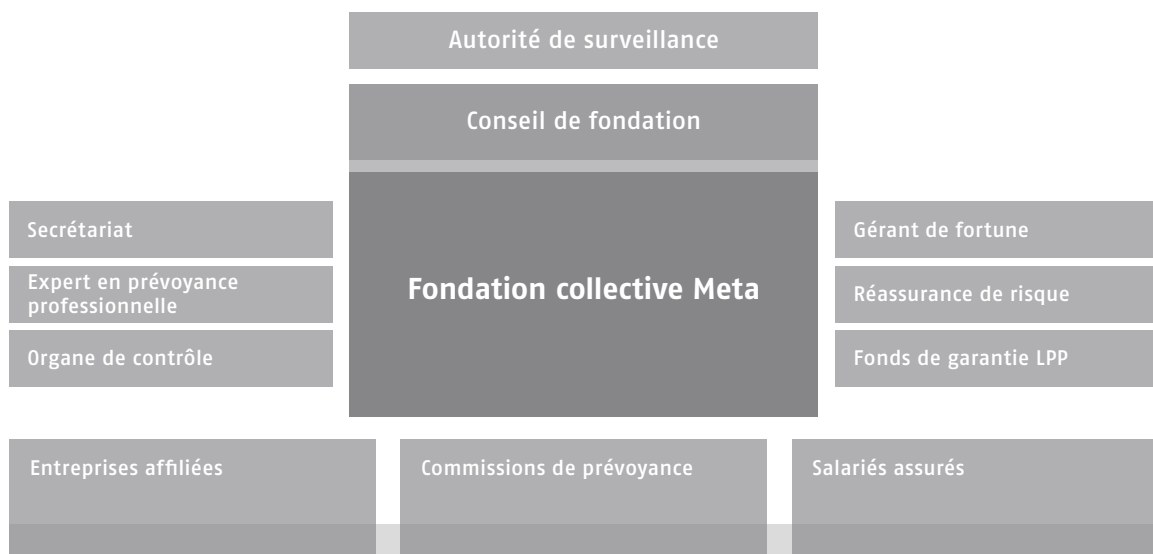 Autorité de surveillance
Conseil de fondation
Secrétariat
Expert en prévoyance
professionnelle
Organe de contrôle
Fondation collective Meta
Gérant de fortune
Réassurance de risque
Fonds de garantie LPP
Entreprises affiliées
Commissions de prévoyance
Salariés assurés